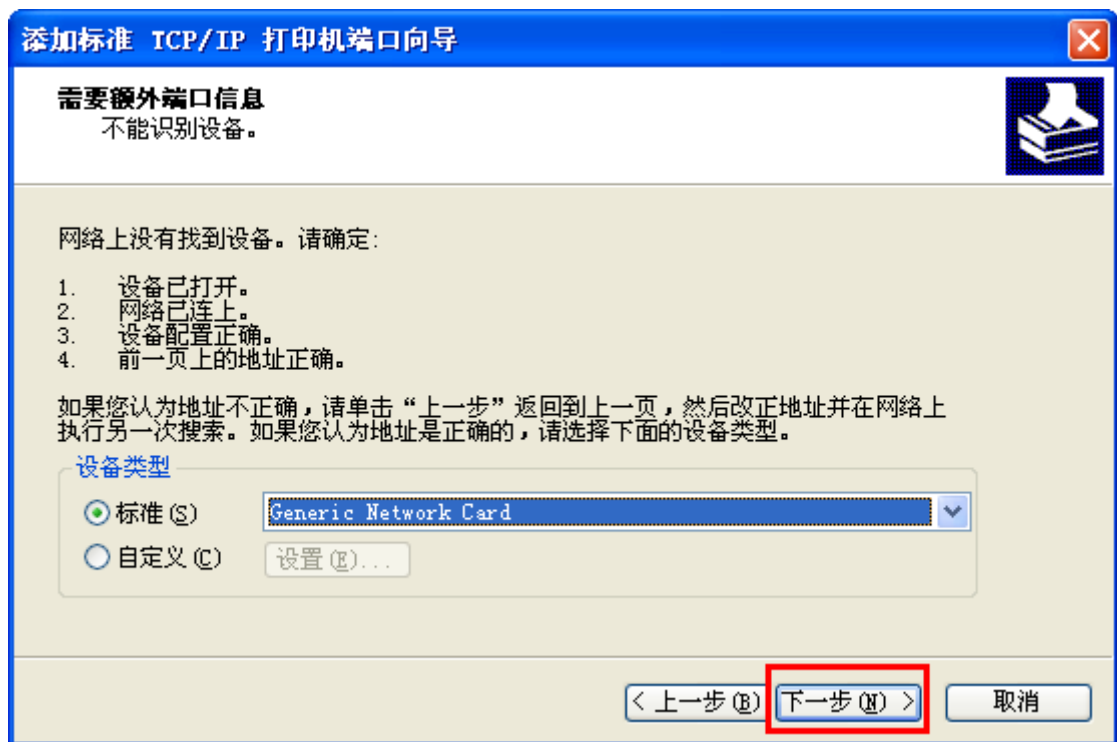 添加标准 TCP/IP 打印机端口向导
需要额外端口信息
不能识别设备。
网络上没有找到设备。请确定:
1. 设备已打开。
2. 网络已连上。
3. 设备配置正确。
4. 前一页上的地址正确。
如果您认为地址不正确，请单击“上一步”返回到上一页，然后改正地址并在网络上
执行另一次搜索。如果您认为地址是正确的，请选择下面的设备类型。
设备类型
标准(S) Generic Network Card
自定义(C) 设置(E)...
< 上一步(B) 下一步(N) > 取消